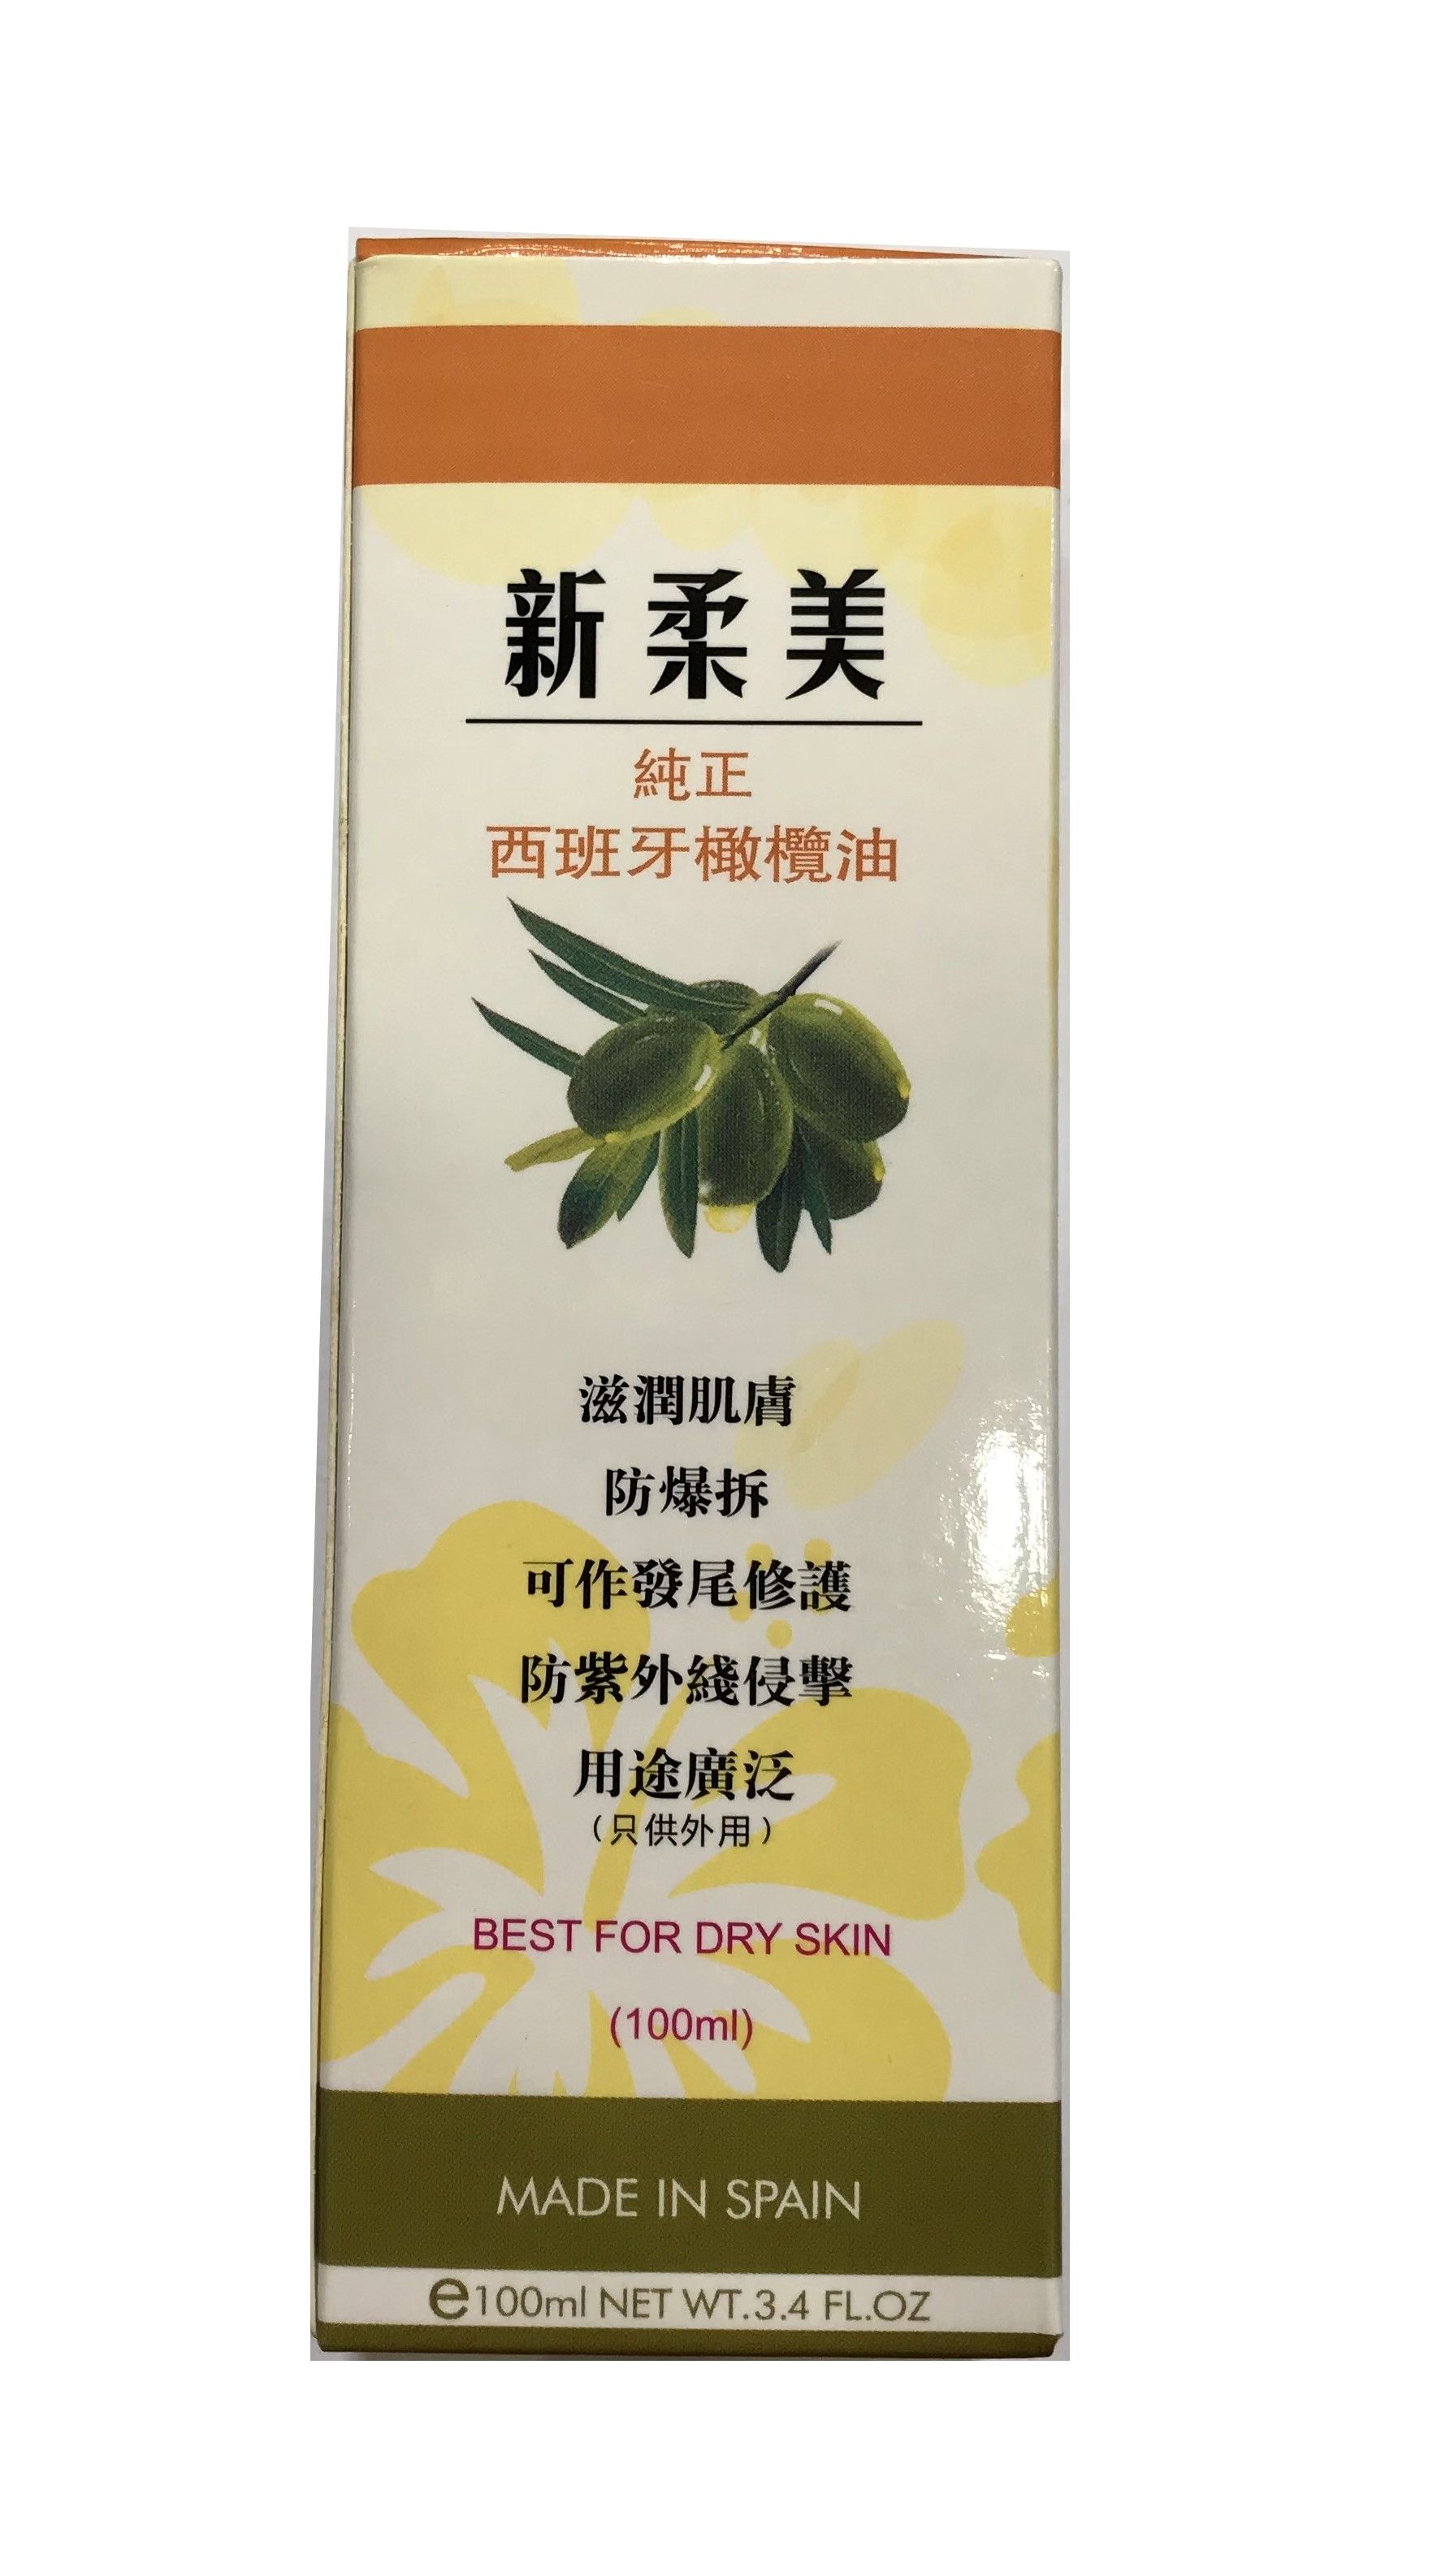 新柔美
純正
西班牙橄欖油
滋潤肌膚
防爆拆
可作發尾修護
防紫外綫侵擊
用途廣泛
(只供外用)
BEST FOR DRY SKIN
(100ml)
MADE IN SPAIN
e100ml NET WT.3.4 FL.OZ